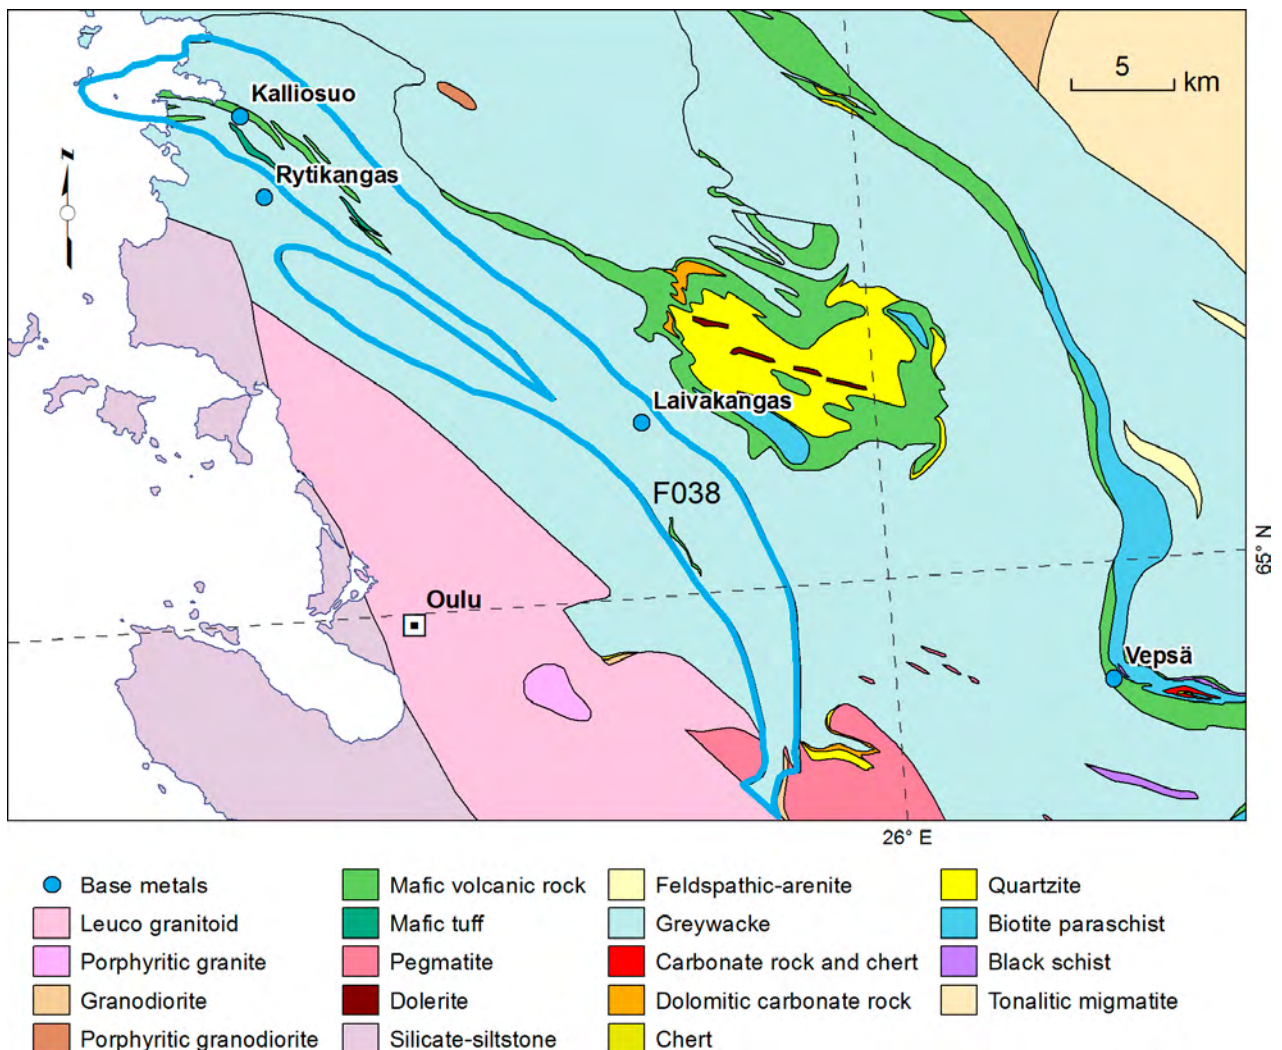 5
km
Kalliosuo
z
Rytikangas
Laivakangas
F038
65° N
Oulu
Vepsä
26° E
Base metals
Mafic volcanic rock
Feldspathic-arenite
Quartzite
Leuco granitoid
Mafic tuff
Greywacke
Biotite paraschist
Porphyritic granite
Pegmatite
Carbonate rock and chert
Black schist
Granodiorite
Dolerite
Dolomitic carbonate rock
Tonalitic migmatite
Porphyritic granodiorite
Silicate-siltstone
Chert